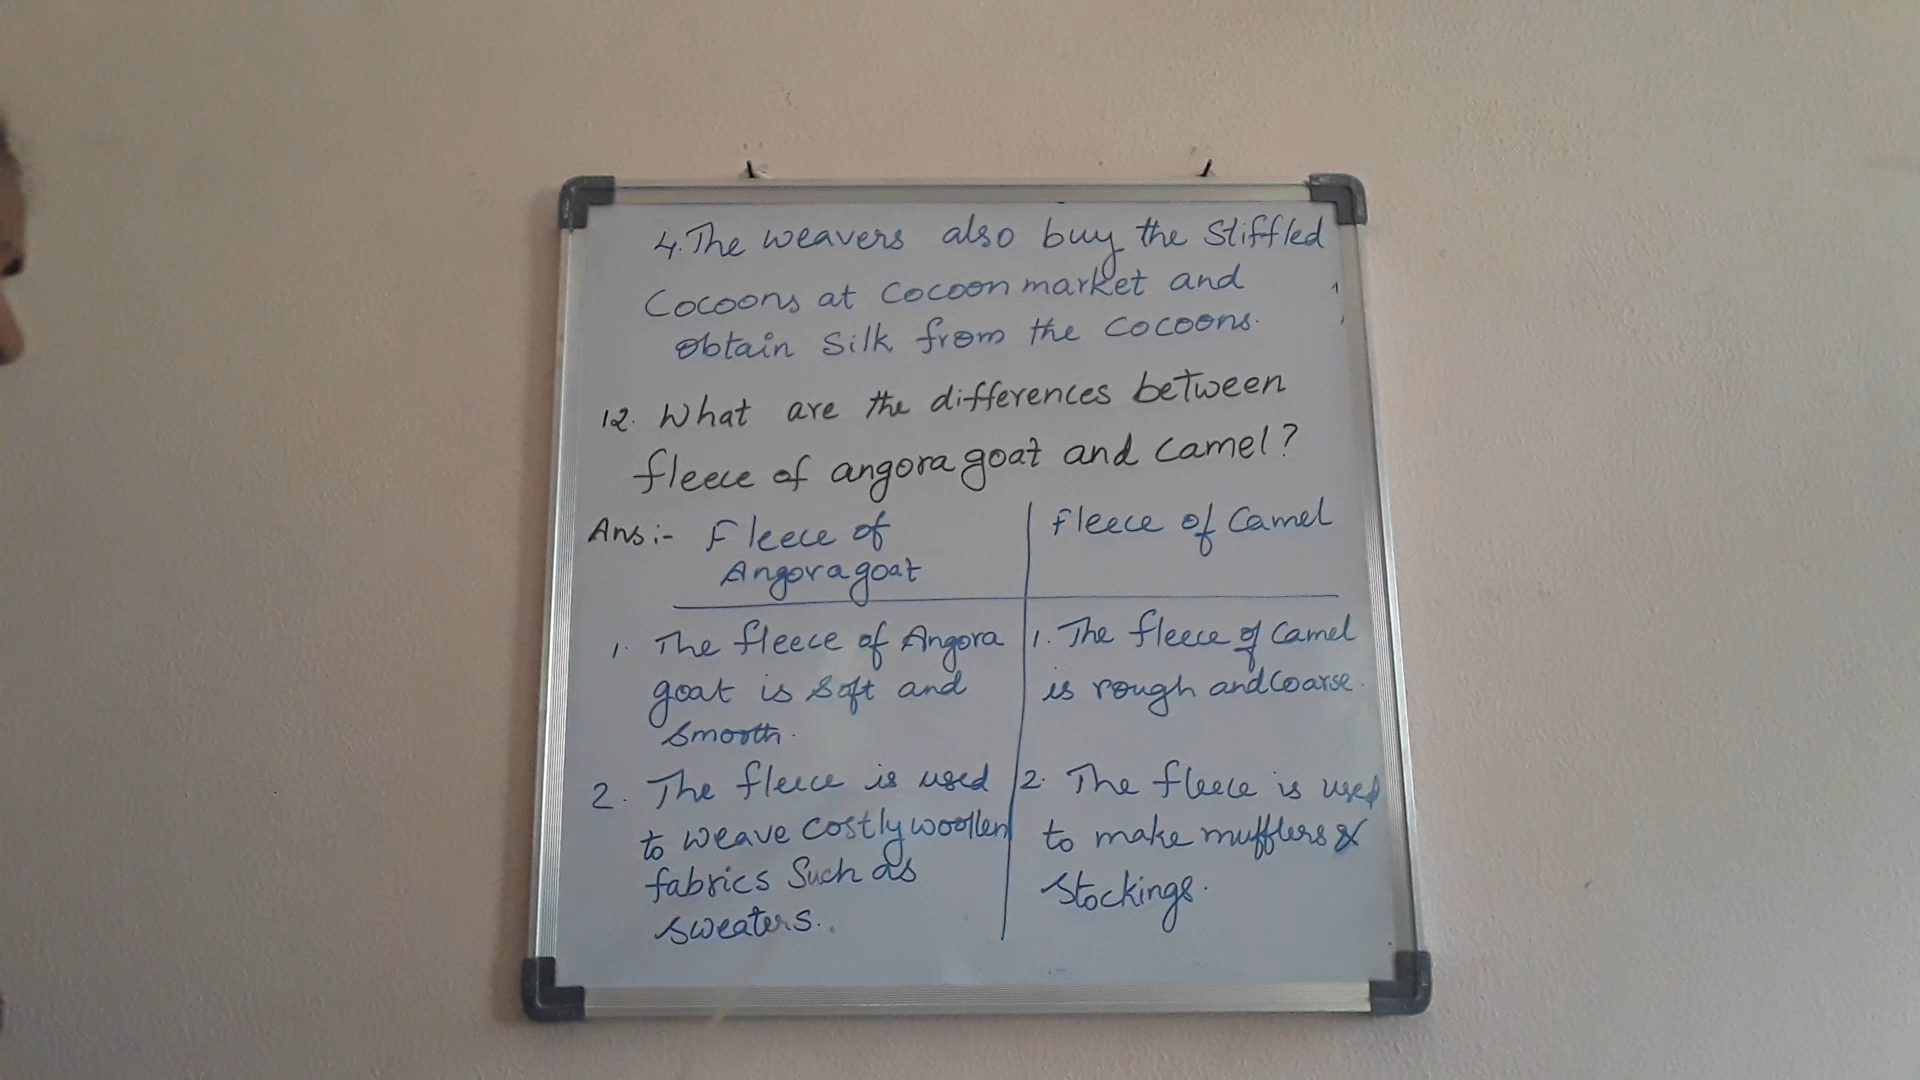 4. The weavers also buy the Stiffled
Cocoons at Cocoon market and
Obtain Silk from the Cocoons.
12. What are the differences between
fleece of angora goat and camel?
Ans:- Fleece of Angora goat
Fleece of Camel
1. The fleece of Angora
goat is soft and
smooth.
2. The fleece is used
to weave costly woollen
fabrics Such as
sweaters.
1. The fleece of Camel
is rough and Coarse.
2. The fleece is used
to make mufflers &
stockings.